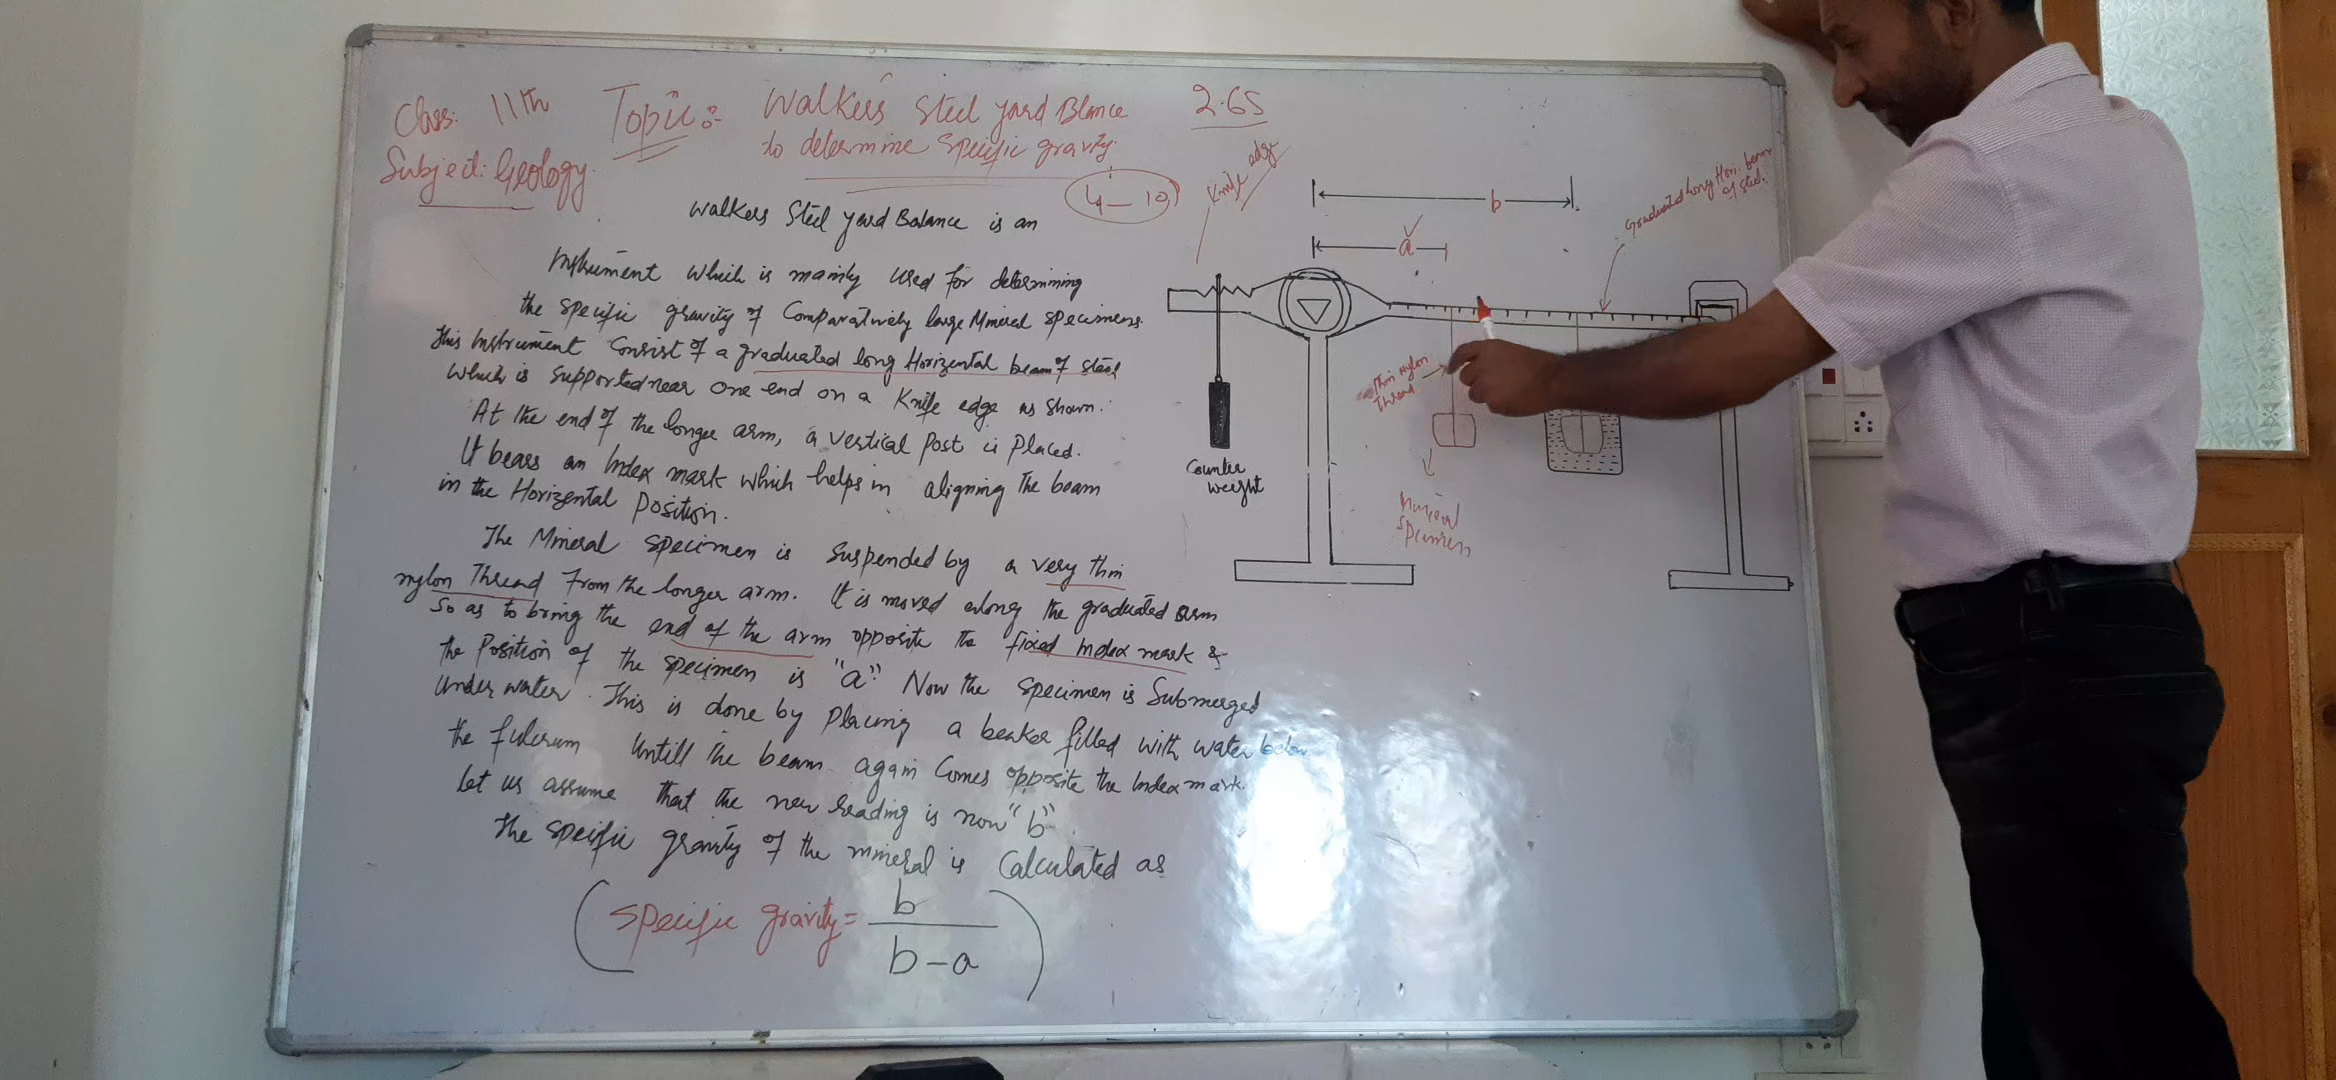 Class: 11th
Subject: Geology
Topic:- Walkers Steel yard Blance
to determine Specific gravity.
2.65
4 – 10
Walkers Steel yard Balance is an
Instrument which is mainly used for determining
the specific gravity of Comparatively large Mineral specimens.
This Instrument Consist of a graduated long Horizental beam of steel
which is supported near one end on a Knife edge as shown.
At the end of the longer arm, a vertical post is placed.
It bears an Index mark which helps in aligning the beam
in the Horizental Position.
The Mineral specimen is suspended by a very thin
nylon Thread From the longer arm. It is moved along the graduated arm
so as to bring the end of the arm opposite the fixed Index mark &
the Position of the specimen is "a". Now the specimen is Submerged
under water. This is done by placing a beaker filled with water below
the fulcrum Untill the beam again Comes opposite the Index mark.
Let us assume that the new reading is now "b"
The specific gravity of the mineral is Calculated as
(Specific gravity = b
b – a)
Knife edge
b
a
Graduated long Hori. beam
of steel.
Thin nylon
Thread
Counter
weight
Mineral
specimen